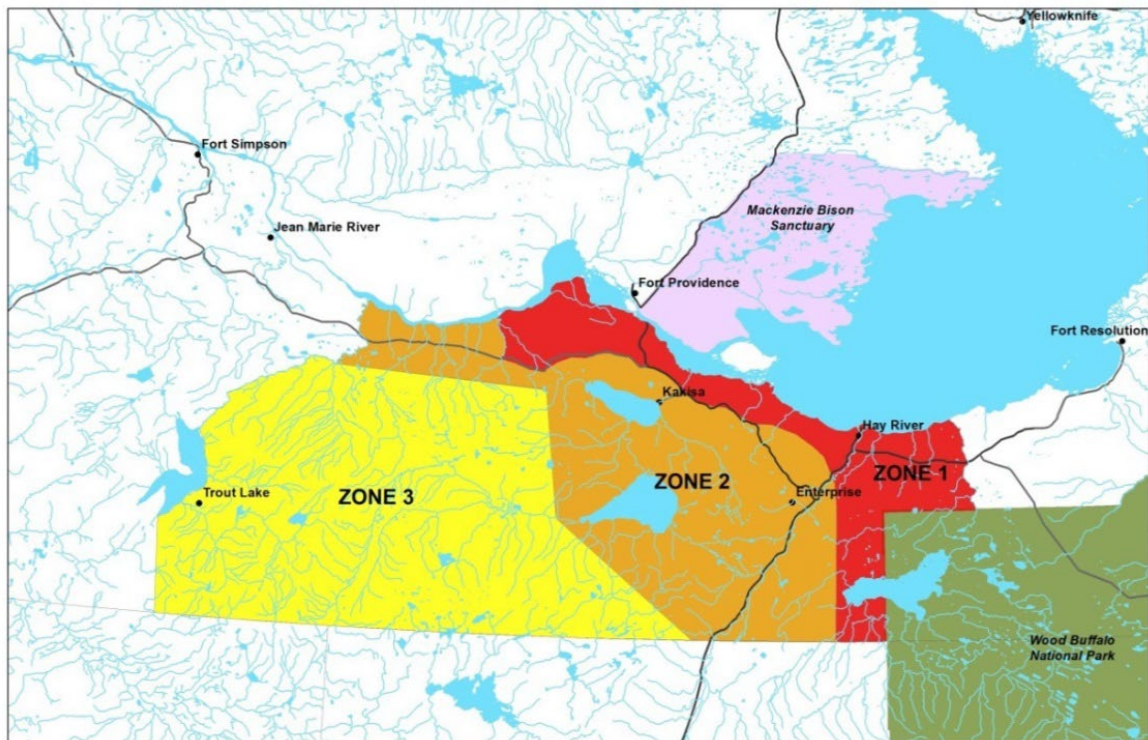 Yellowknife
Fort Simpson
Mackenzie Bison
Sanctuary
Jean Marie River
Fort Providence
Fort Resolution
Kakisa
Hay River
ZONE 1
ZONE 2
ZONE 3
Trout Lake
Enterprise
Wood Buffalo
National Park